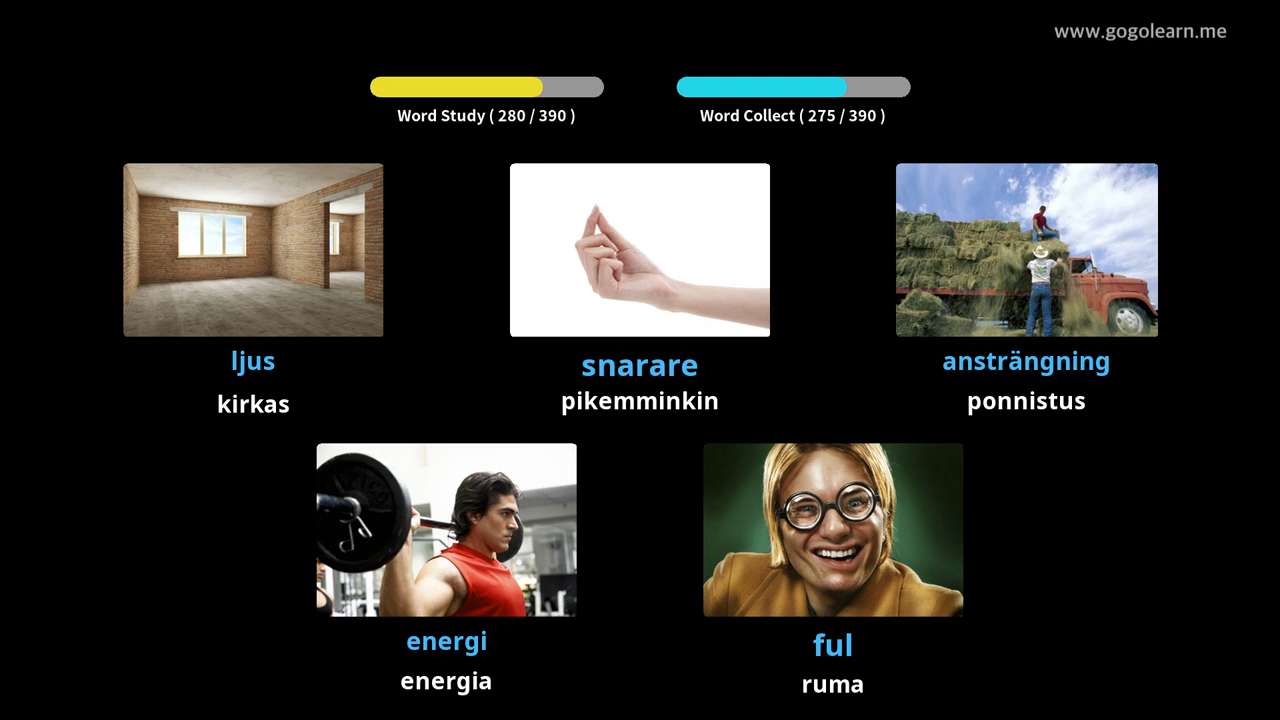 www.gogolearn.me
Word Study ( 280 / 390 )
Word Collect ( 275 / 390 )
ljus
kirkas
snarare
pikemminkin
ansträngning
ponnistus
energi
energia
ful
ruma